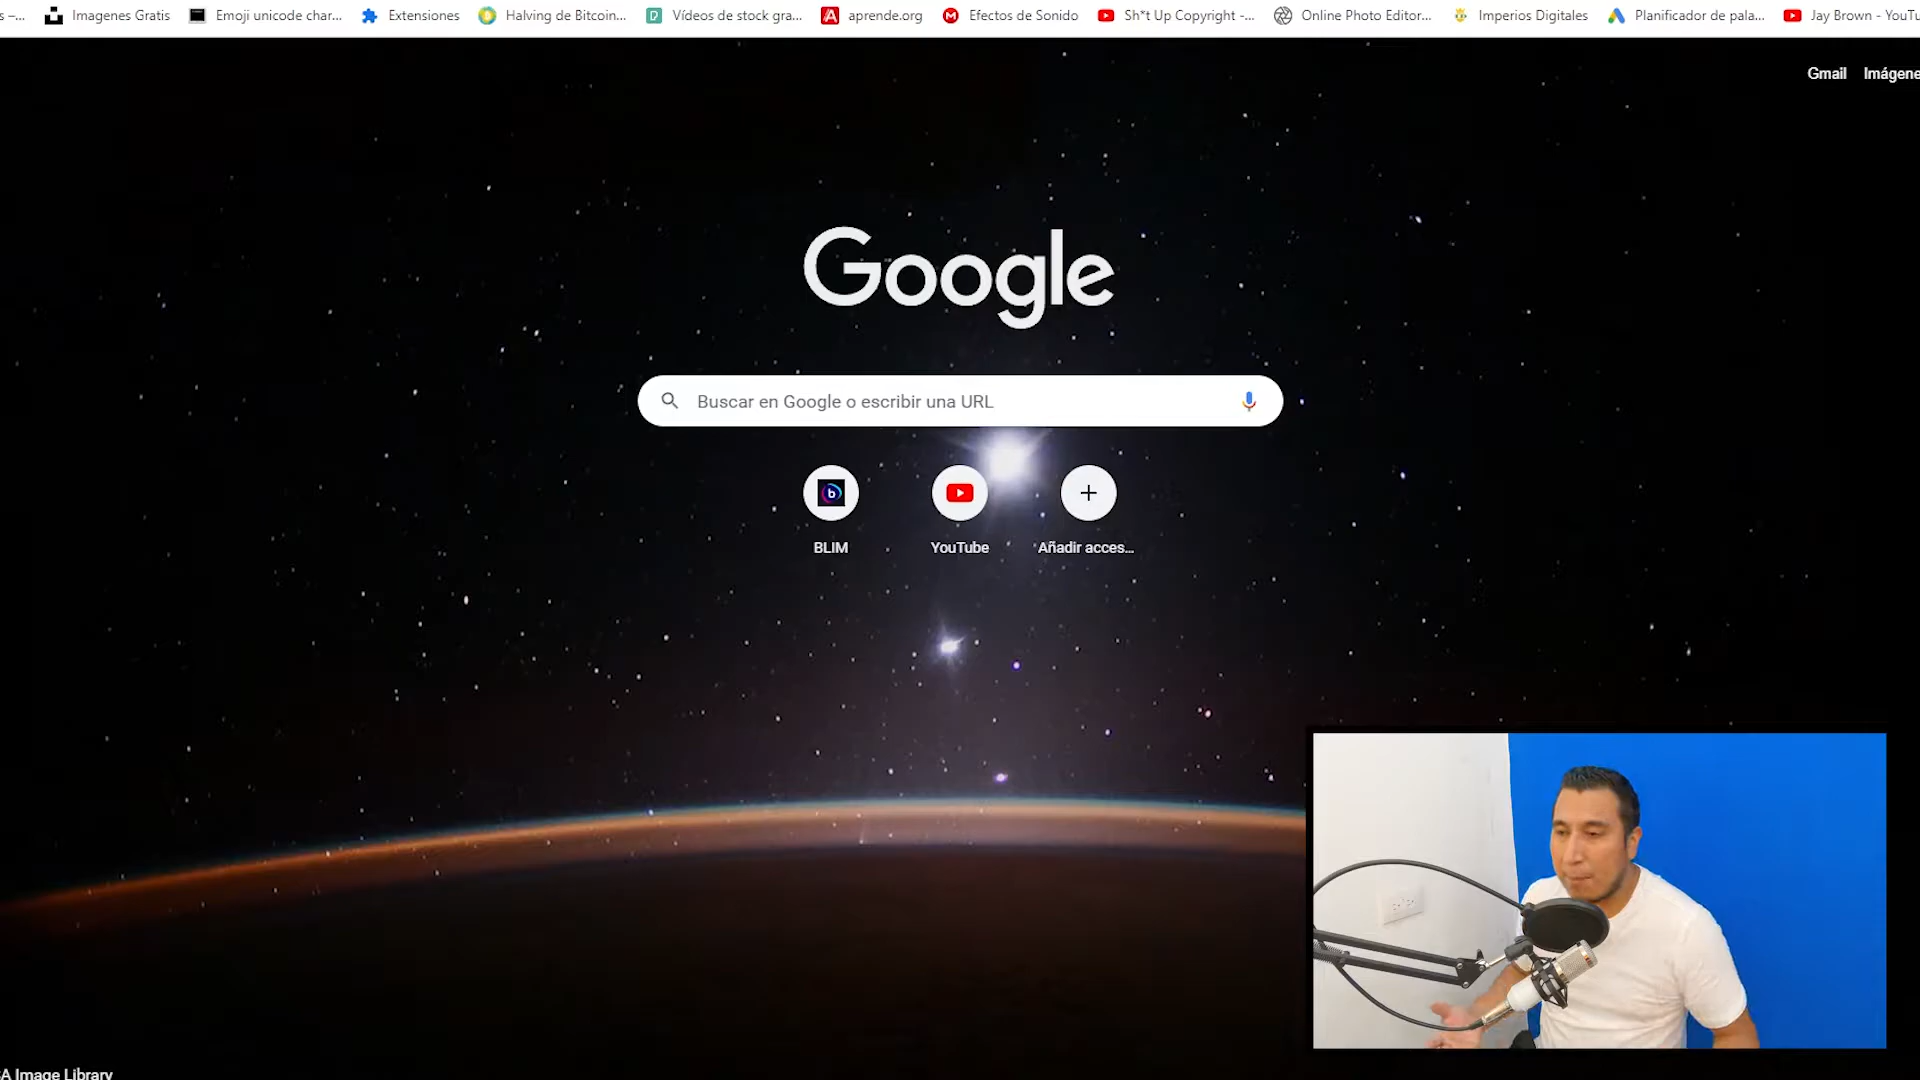 s –... Imagenes Gratis Emoji unicode char... Extensiones Halving de Bitcoin... Vídeos de stock gra... aprende.org Efectos de Sonido Sh*t Up Copyright -... Online Photo Editor... Imperios Digitales Planificador de pala... Jay Brown - YouTu
Gmail Imágene
Google
Buscar en Google o escribir una URL
b
BLIM YouTube Añadir acces...
A Image Library